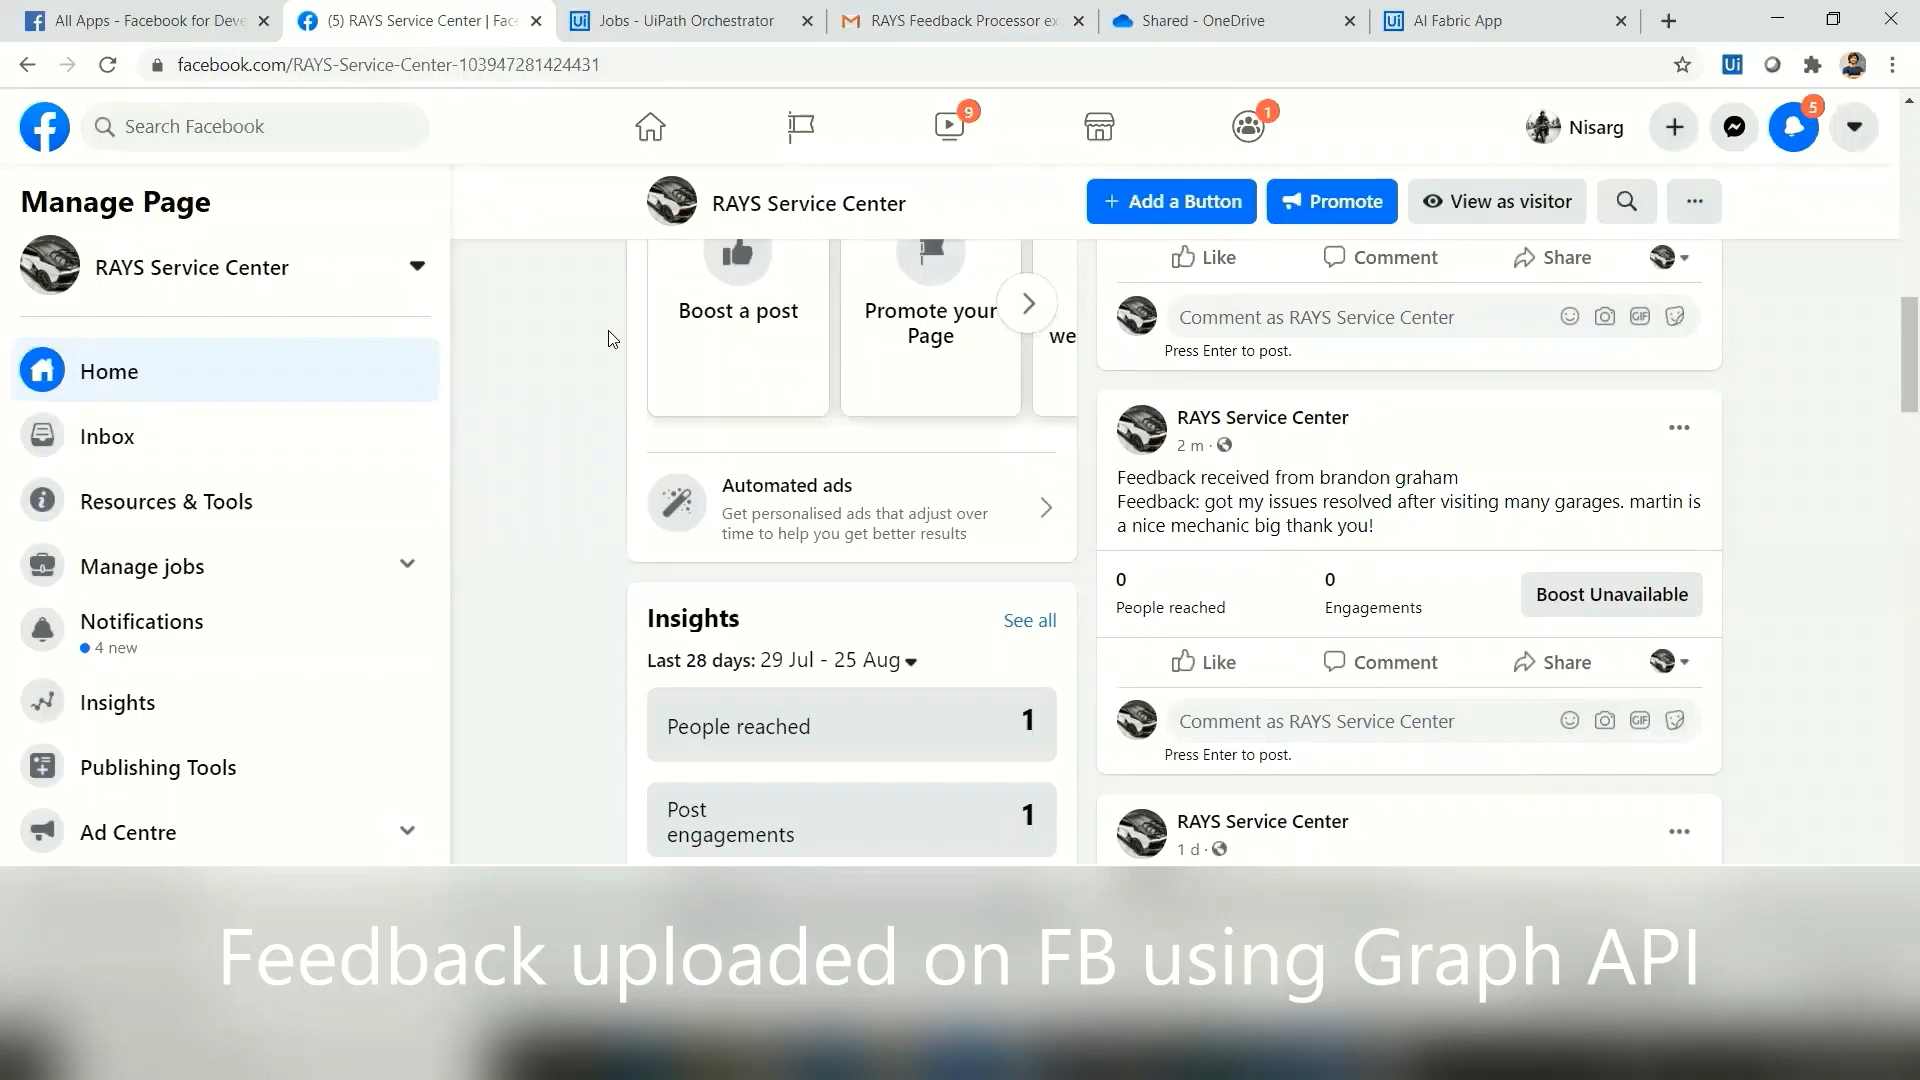 All Apps - Facebook for Deve
(5) RAYS Service Center | Face
Jobs - UiPath Orchestrator
RAYS Feedback Processor ex
Shared - OneDrive
AI Fabric App
facebook.com/RAYS-Service-Center-103947281424431
Search Facebook
9
1
Nisarg
5
Manage Page
RAYS Service Center
Home
Inbox
Resources & Tools
Manage jobs
Notifications
4 new
Insights
Publishing Tools
Ad Centre
RAYS Service Center
+ Add a Button
Promote
View as visitor
Boost a post
Promote your
Page
we
Automated ads
Get personalised ads that adjust over
time to help you get better results
Insights
See all
Last 28 days: 29 Jul - 25 Aug
People reached
1
Post
engagements
1
Like
Comment
Share
Comment as RAYS Service Center
GIF
Press Enter to post.
RAYS Service Center
2 m ·
Feedback received from brandon graham
Feedback: got my issues resolved after visiting many garages. martin is
a nice mechanic big thank you!
0
People reached
0
Engagements
Boost Unavailable
Like
Comment
Share
Comment as RAYS Service Center
GIF
Press Enter to post.
RAYS Service Center
1 d ·
Feedback uploaded on FB using Graph API